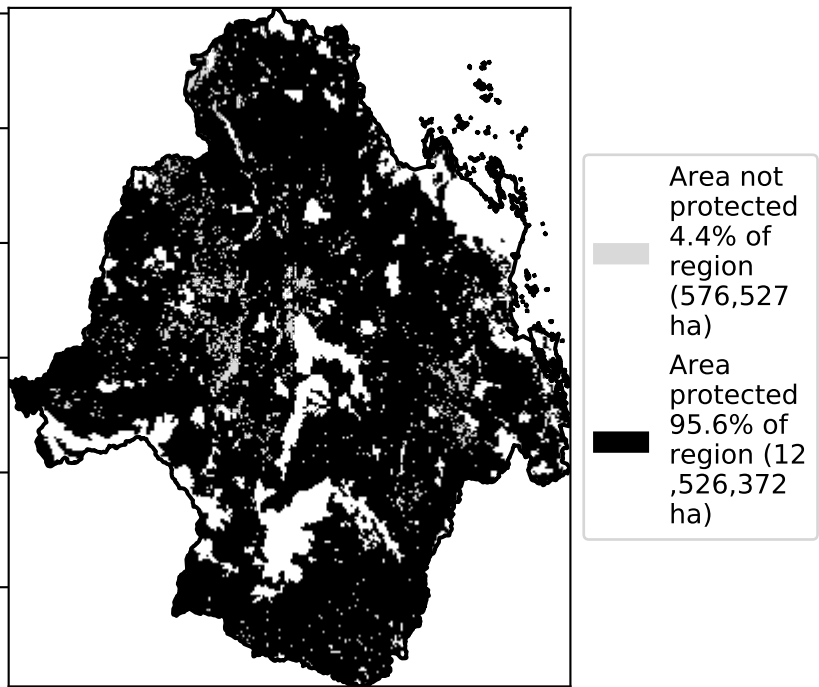 Area not
protected
4.4% of
region
(576,527
ha)
Area
protected
95.6% of
region (12
,526,372
ha)